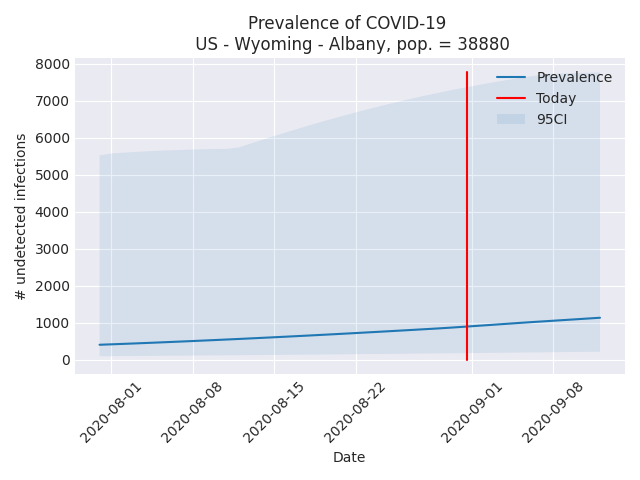 Prevalence of COVID-19
US - Wyoming - Albany, pop. = 38880
8000
7000
6000
5000
4000
3000
2000
1000
0
# undetected infections
Prevalence
Today
95CI
2020-08-01
2020-08-08
2020-08-15
2020-08-22
2020-09-01
2020-09-08
Date